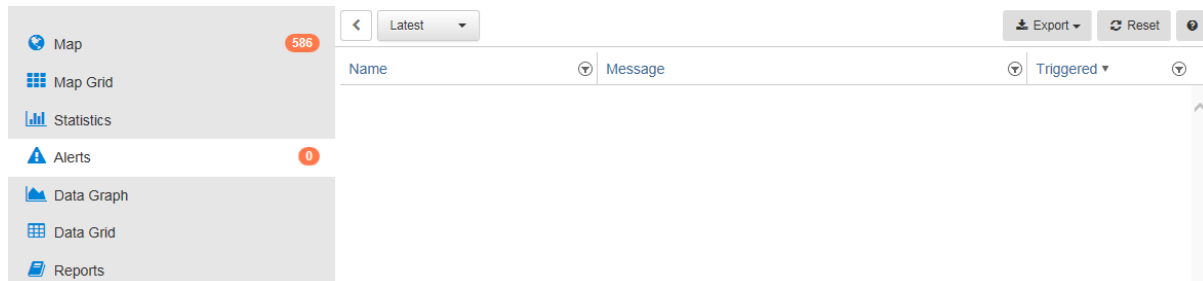 Map 586
Map Grid
Statistics
Alerts 0
Data Graph
Data Grid
Reports
Latest Export Reset ?
Name Message Triggered